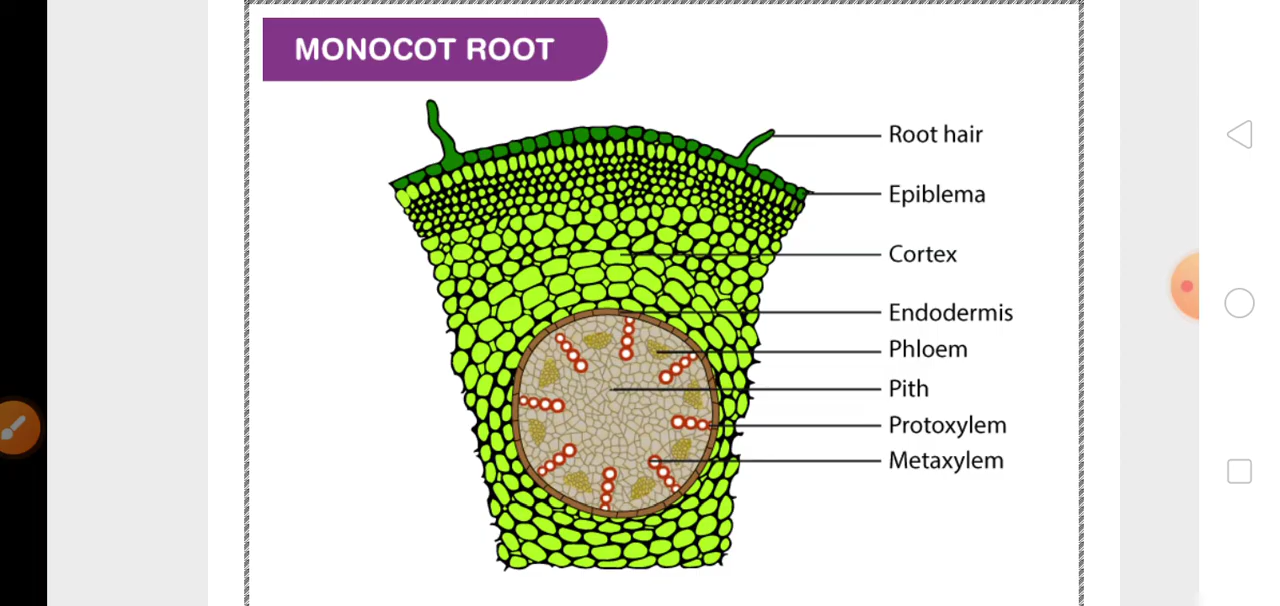 MONOCOT ROOT
Root hair
Epiblema
Cortex
Endodermis
Phloem
Pith
Protoxylem
Metaxylem